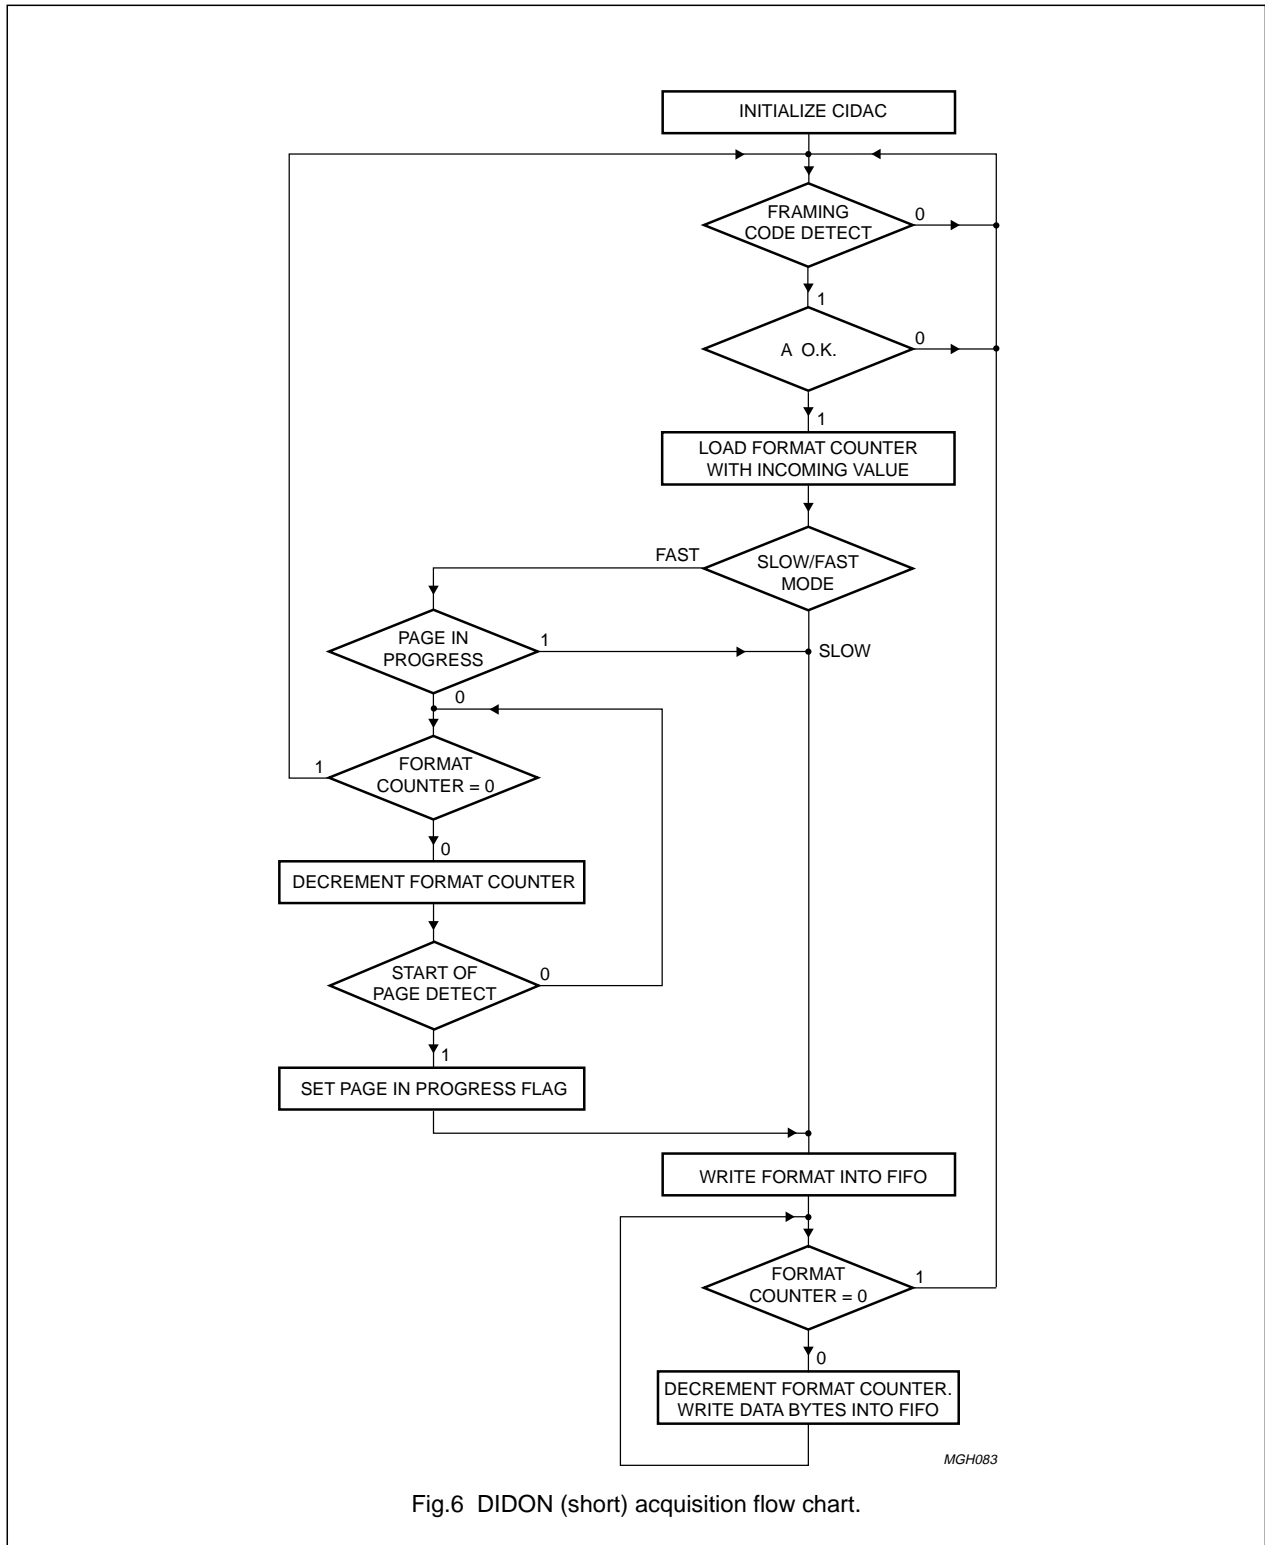 INITIALIZE CIDAC
FRAMING
CODE DETECT
0
1
A O.K.
0
1
LOAD FORMAT COUNTER
WITH INCOMING VALUE
FAST
SLOW/FAST
MODE
PAGE IN
PROGRESS
1
SLOW
0
FORMAT
COUNTER = 0
1
0
DECREMENT FORMAT COUNTER
START OF
PAGE DETECT
0
1
SET PAGE IN PROGRESS FLAG
WRITE FORMAT INTO FIFO
FORMAT
COUNTER = 0
1
0
DECREMENT FORMAT COUNTER.
WRITE DATA BYTES INTO FIFO
MGH083
Fig.6 DIDON (short) acquisition flow chart.